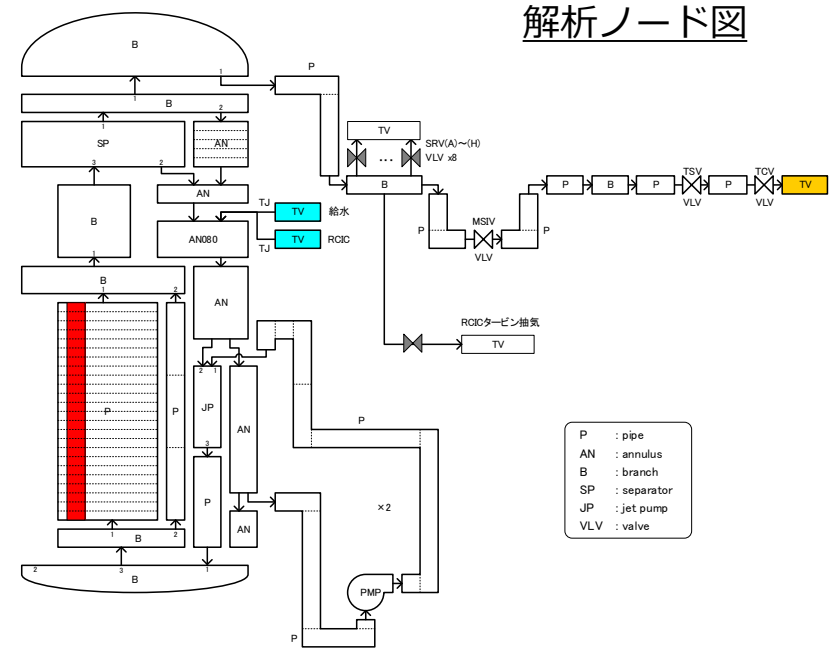 解析ノード図
B
1
P
1
B
2
SP
AN
3
2
TV
SRV(A)～(H)
VLV x8
...
B
AN
TJ
TV
給水
AN080
TJ
TV
RCIC
B
1
P
MSIV
VLV
P
P
B
P
TSV
VLV
P
TCV
VLV
TV
B
1
2
AN
RCICタービン抽気
TV
P
P
2
1
JP
3
AN
P
×2
P
AN
1
B
2
2
3
B
1
PMP
P
P : pipe
AN : annulus
B : branch
SP : separator
JP : jet pump
VLV : valve